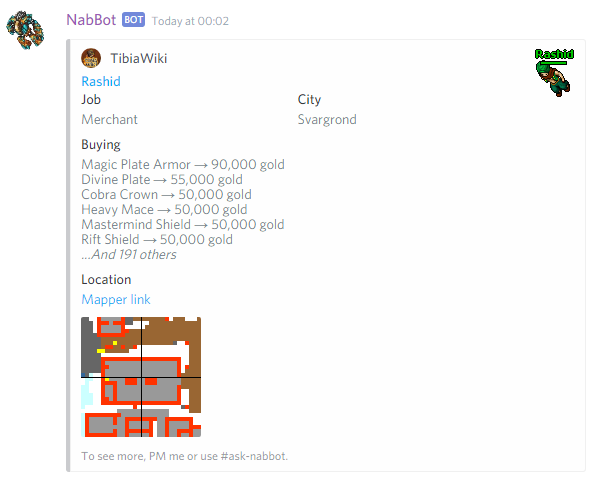 NabBot BOT Today at 00:02
TibiaWiki
Rashid
Rashid
Job City
Merchant Svargrond
Buying
Magic Plate Armor → 90,000 gold
Divine Plate → 55,000 gold
Cobra Crown → 50,000 gold
Heavy Mace → 50,000 gold
Mastermind Shield → 50,000 gold
Rift Shield → 50,000 gold
...And 191 others
Location
Mapper link
To see more, PM me or use #ask-nabbot.